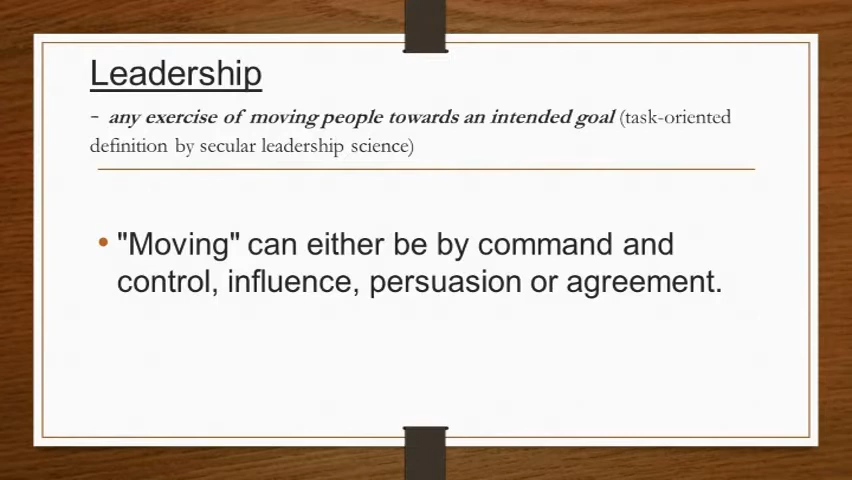 Leadership
- any exercise of moving people towards an intended goal (task-oriented
definition by secular leadership science)
• "Moving" can either be by command and
control, influence, persuasion or agreement.